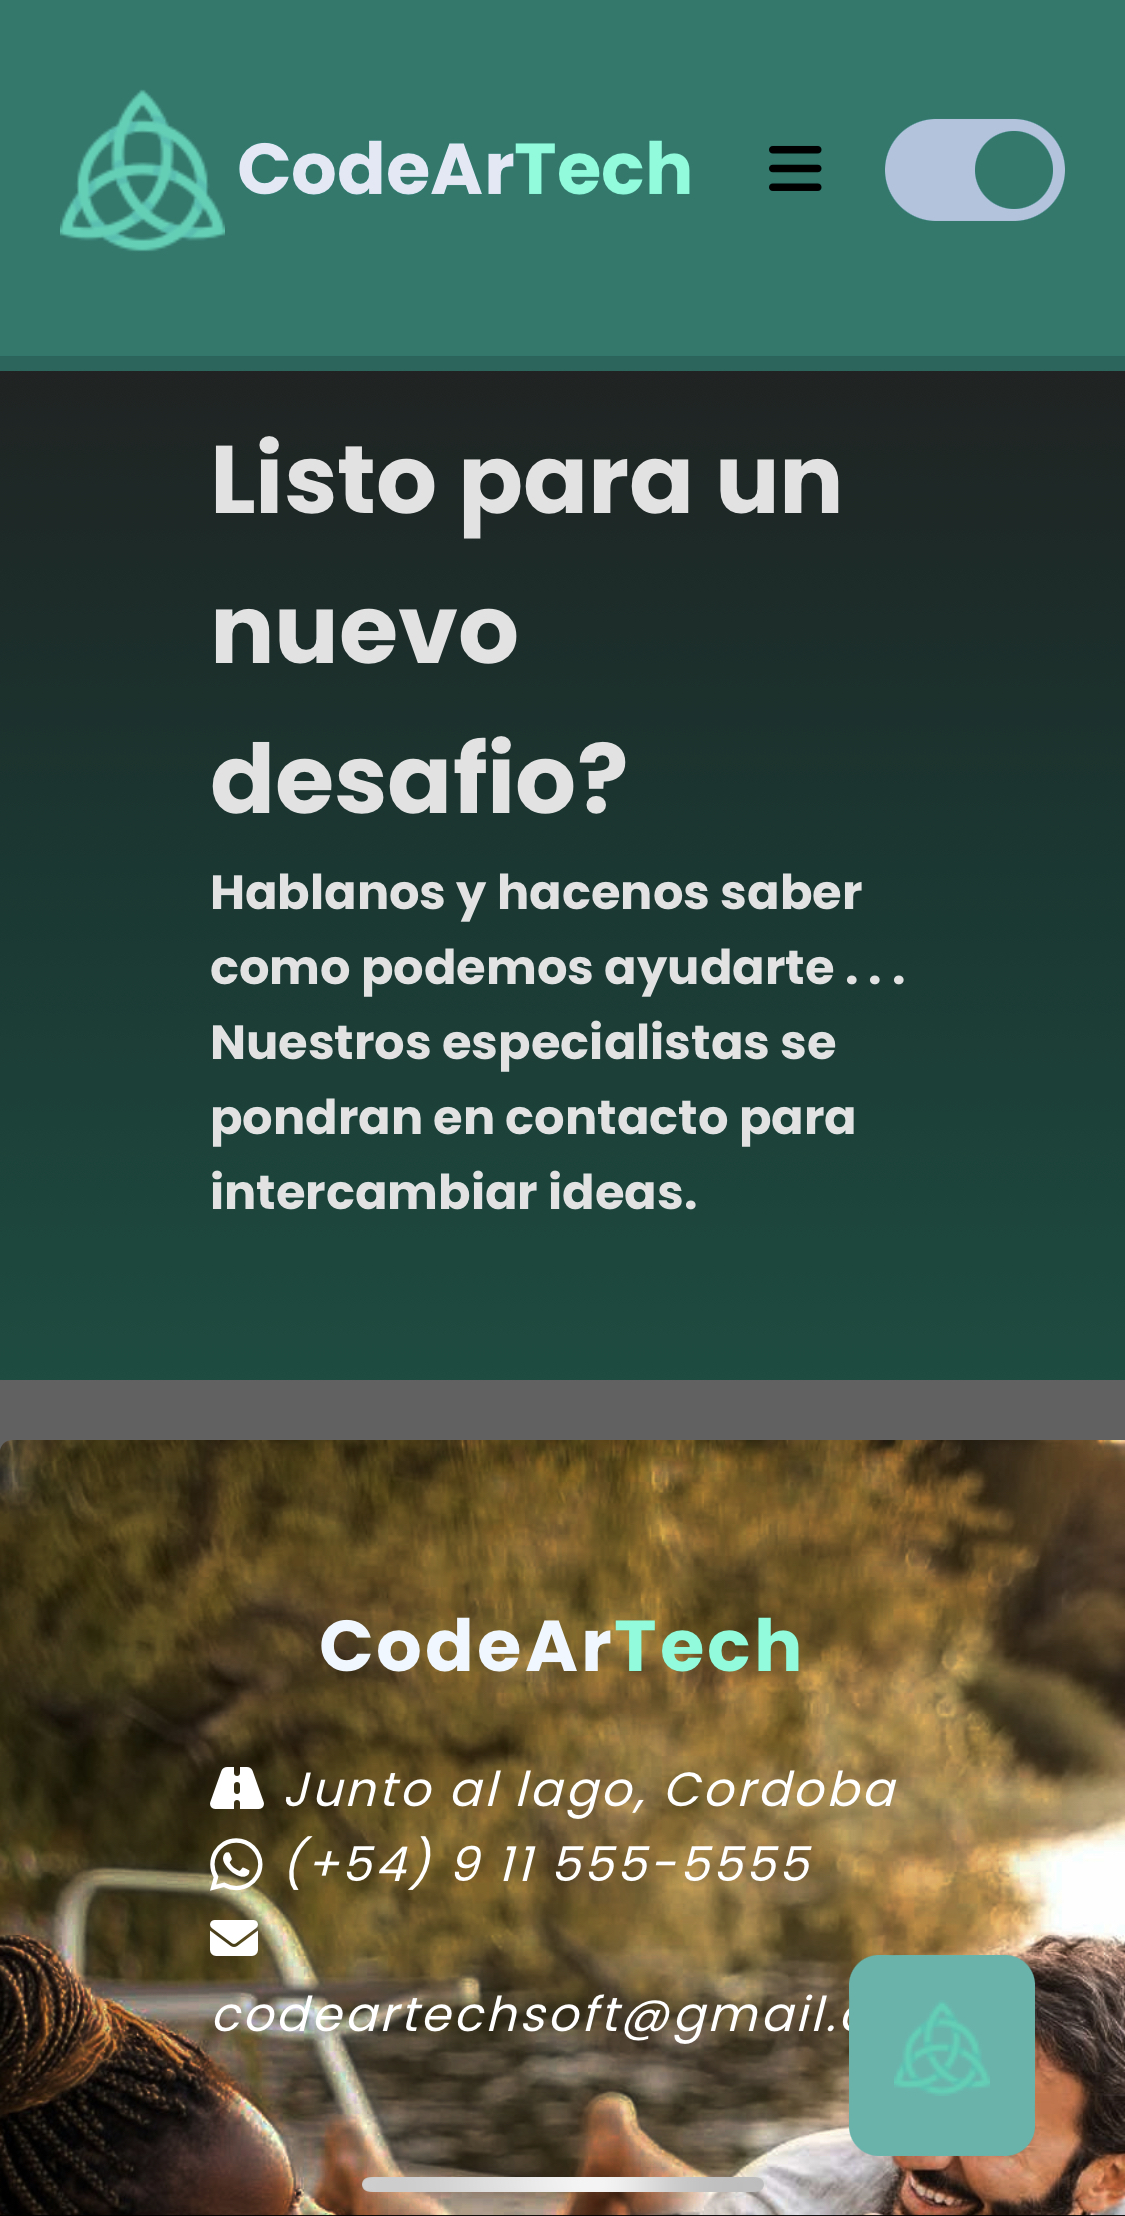 CodeArTech
Listo para un
nuevo
desafio?
Hablanos y hacenos saber
como podemos ayudarte . . .
Nuestros especialistas se
pondran en contacto para
intercambiar ideas.
CodeArTech
Junto al lago, Cordoba
(+54) 9 11 555-5555
codeartechsoft@gmail.